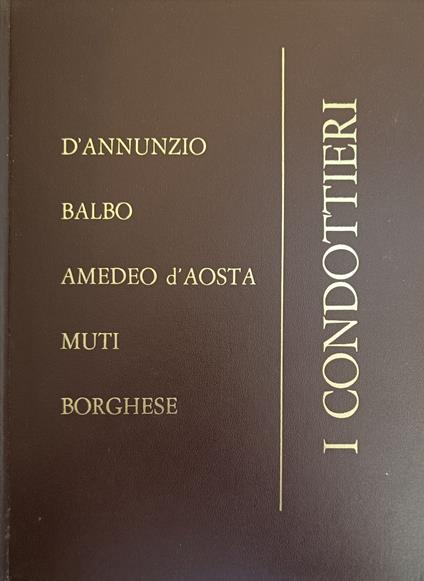 D'ANNUNZIO
BALBO
AMEDEO d'AOSTA
MUTI
BORGHESE
I CONDOTTIERI